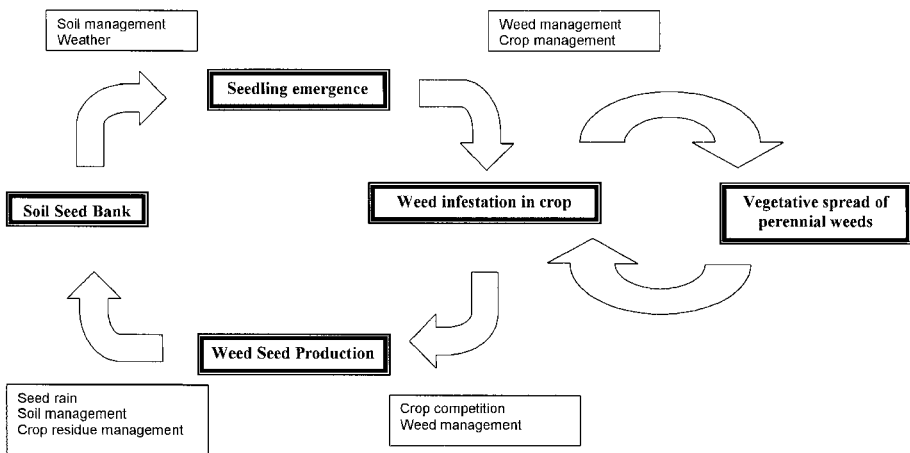 Soil management
Weather
Weed management
Crop management
Seedling emergence
Soil Seed Bank
Weed infestation in crop
Vegetative spread of
perennial weeds
Weed Seed Production
Seed rain
Soil management
Crop residue management
Crop competition
Weed management